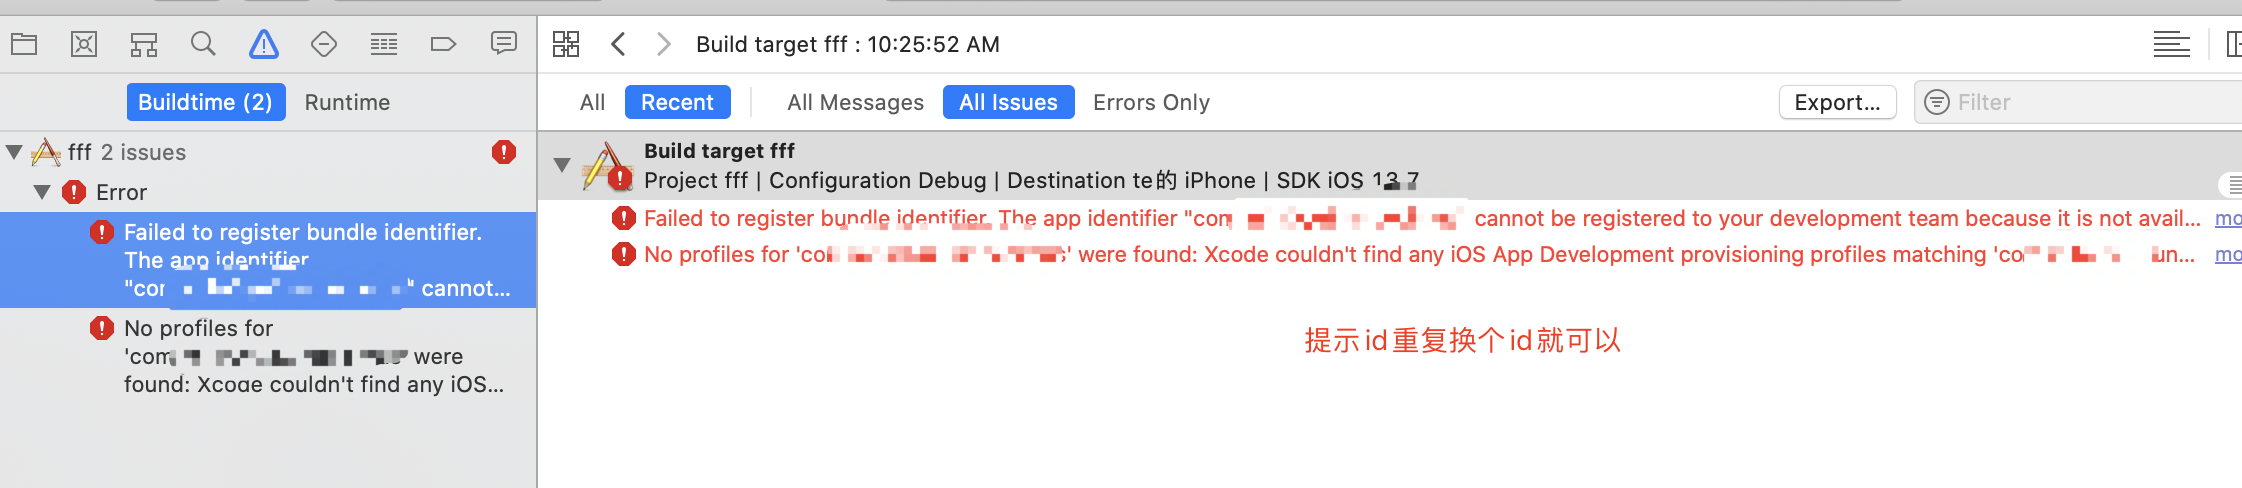 Build target fff : 10:25:52 AM
Buildtime (2) Runtime
All Recent All Messages All Issues Errors Only Export... Filter
fff 2 issues
Error
Failed to register bundle identifier.
The app identifier
"cor " cannot...
No profiles for
'com were
found: Xcode couldn't find any iOS...
Build target fff
Project fff | Configuration Debug | Destination te的 iPhone | SDK iOS 13.7
Failed to register bundle identifier. The app identifier "com cannot be registered to your development team because it is not avail... mo
No profiles for 'co s' were found: Xcode couldn't find any iOS App Development provisioning profiles matching 'co un... mo
提示id重复换个id就可以